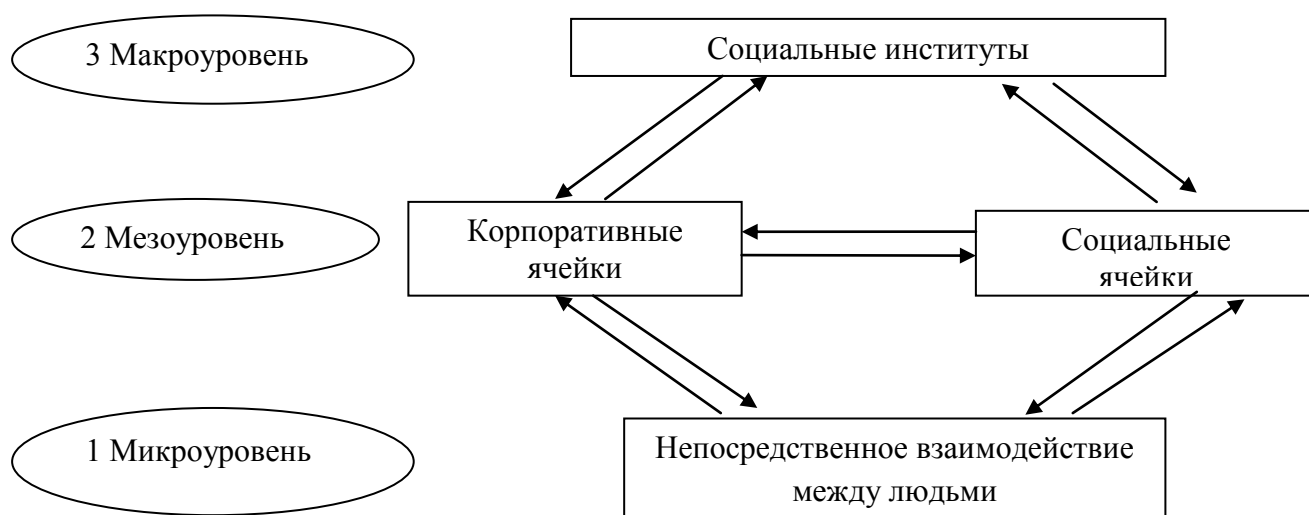 3 Макроуровень
Социальные институты
2 Мезоуровень
Корпоративные
ячейки
Социальные
ячейки
1 Микроуровень
Непосредственное взаимодействие
между людьми